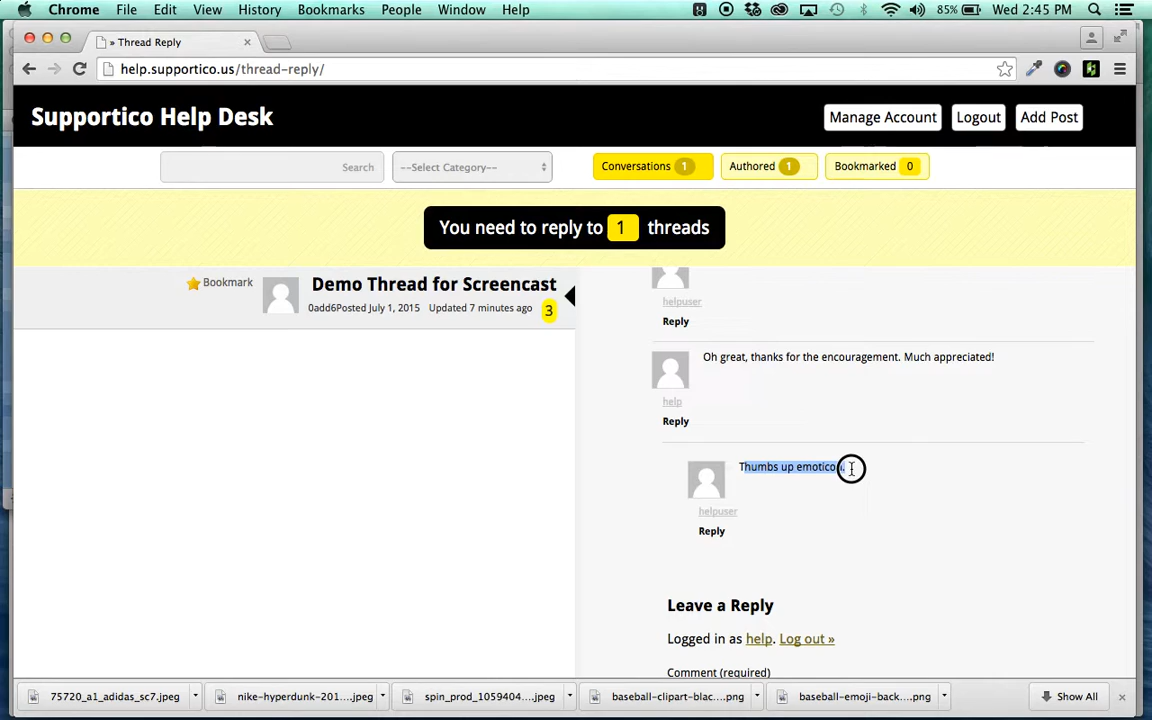 Chrome File Edit View History Bookmarks People Window Help 85% Wed 2:45 PM
» Thread Reply
help.supportico.us/thread-reply/
Supportico Help Desk Manage Account Logout Add Post
Search --Select Category-- Conversations 1 Authored 1 Bookmarked 0
You need to reply to 1 threads
Bookmark Demo Thread for Screencast
0add6Posted July 1, 2015 Updated 7 minutes ago 3
helpuser
Reply
Oh great, thanks for the encouragement. Much appreciated!
help
Reply
Thumbs up emoticon.
helpuser
Reply
Leave a Reply
Logged in as help. Log out »
Comment (required)
75720_a1_adidas_sc7.jpeg nike-hyperdunk-201....jpeg spin_prod_1059404....jpeg baseball-clipart-blac....png baseball-emoji-back....png Show All